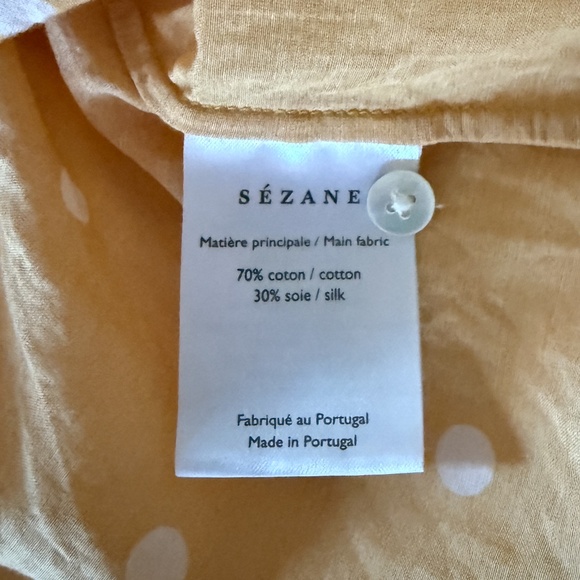 SÉZANE
Matière principale / Main fabric
70% coton / cotton
30% soie / silk
Fabriqué au Portugal
Made in Portugal